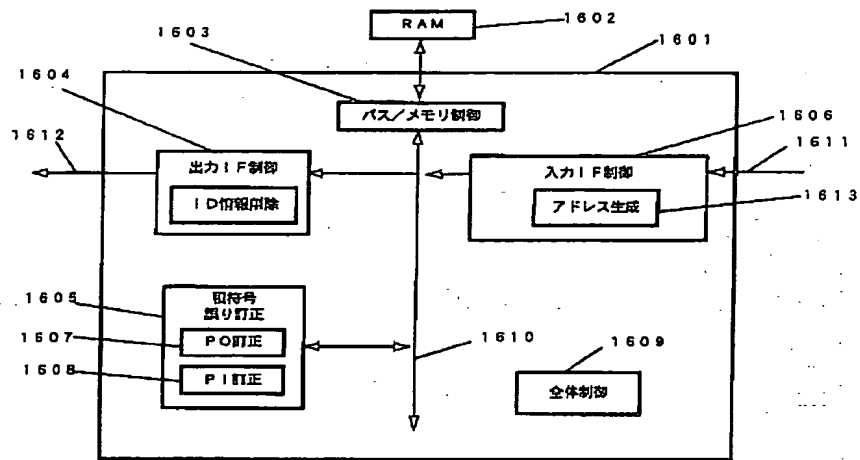 RAM
1602
1603
1601
1604
バス/メモリ制御
1606
1612
1611
出力IF制御
入力IF制御
ID情報削除
アドレス生成
1613
1605
積符号
誤り訂正
1607
PO訂正
1610
1609
1608
PI訂正
全体制御